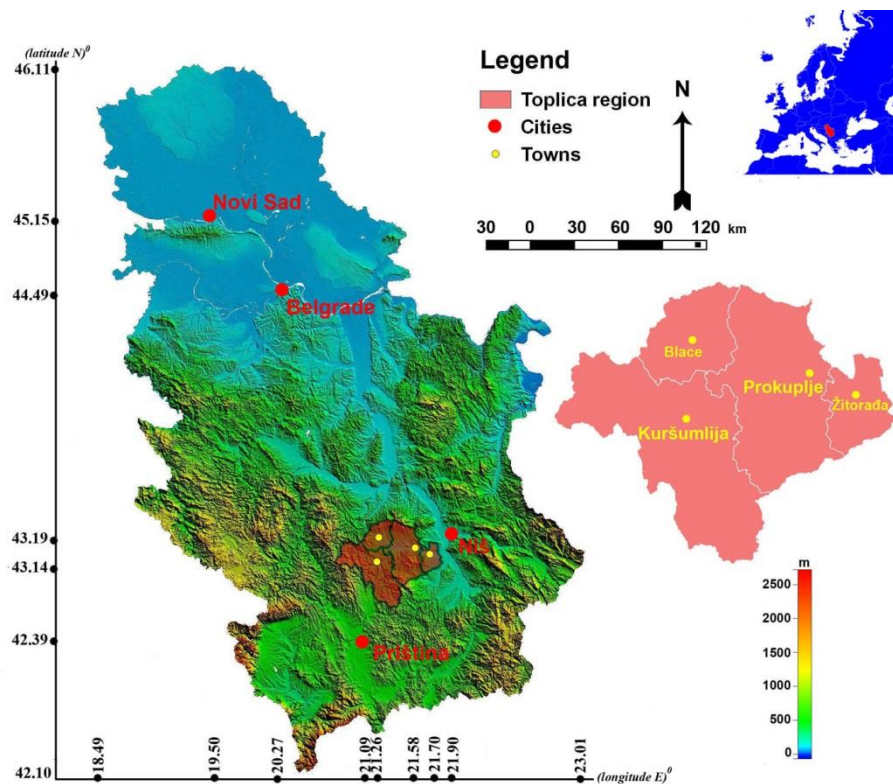 (latitude N)⁰
46.11
45.15
44.49
43.19
43.14
42.39
42.10
18.49
19.50
20.27
21.09
21.26
21.58
21.70
21.90
23.01
(longitude E)⁰
Novi Sad
Belgrade
Niš
Priština
Legend
Toplica region
Cities
Towns
N
30 0 30 60 90 120 km
Blace
Prokuplje
Žitorađa
Kuršumlija
m
2500
2000
1500
1000
500
0